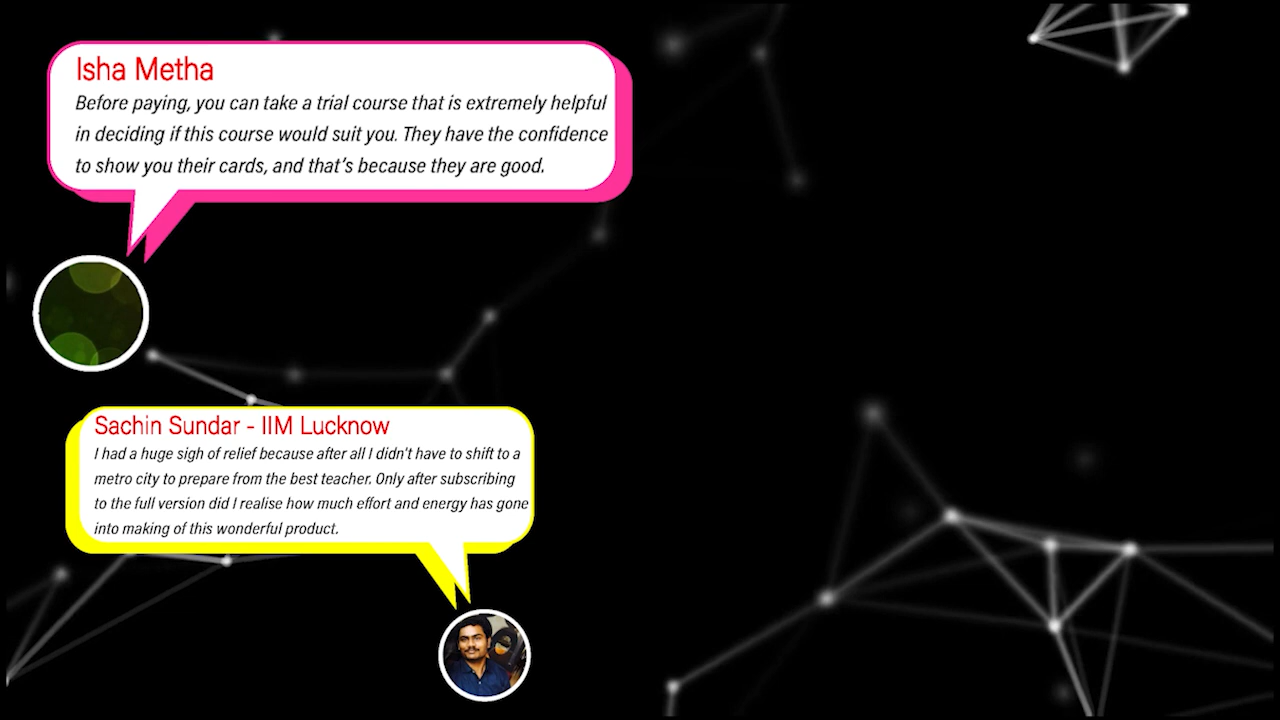 Isha Metha
Before paying, you can take a trial course that is extremely helpful
in deciding if this course would suit you. They have the confidence
to show you their cards, and that's because they are good.
Sachin Sundar - IIM Lucknow
I had a huge sigh of relief because after all I didn't have to shift to a
metro city to prepare from the best teacher. Only after subscribing
to the full version did I realise how much effort and energy has gone
into making of this wonderful product.